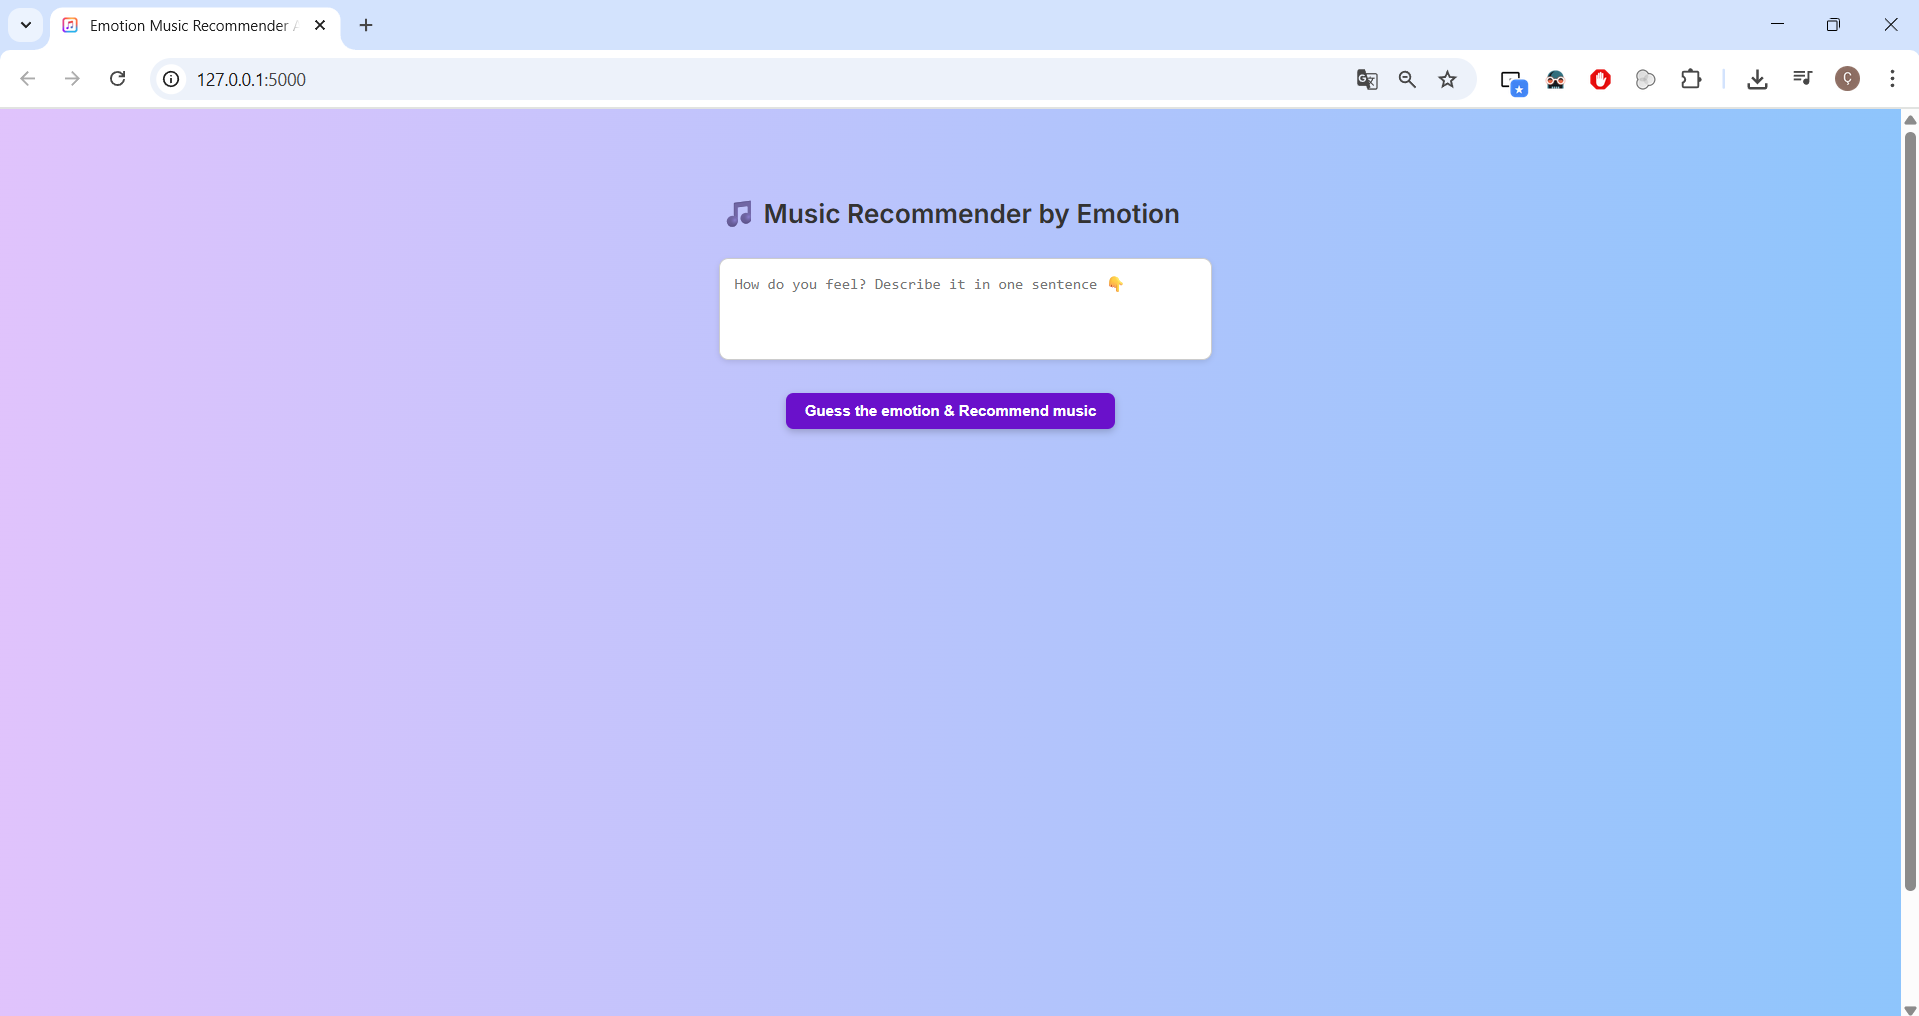 Emotion Music Recommender
127.0.0.1:5000
Ç
🎵 Music Recommender by Emotion
How do you feel? Describe it in one sentence 👇
Guess the emotion & Recommend music